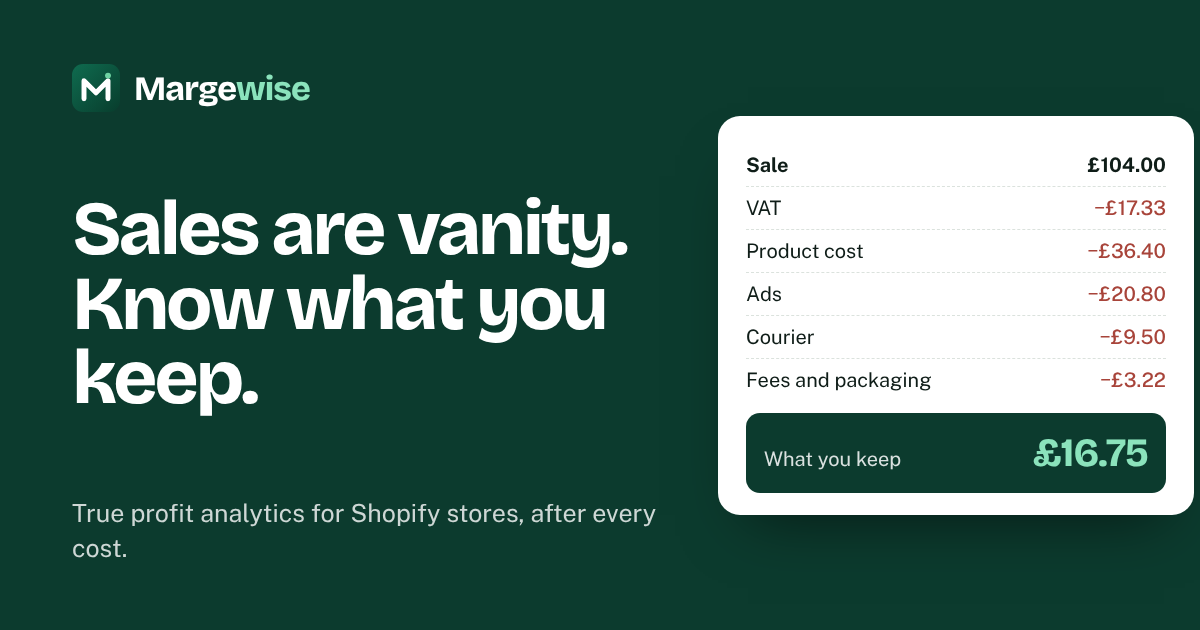 Margewise
Sales are vanity.
Know what you
keep.
True profit analytics for Shopify stores, after every
cost.
Sale £104.00
VAT −£17.33
Product cost −£36.40
Ads −£20.80
Courier −£9.50
Fees and packaging −£3.22
What you keep £16.75